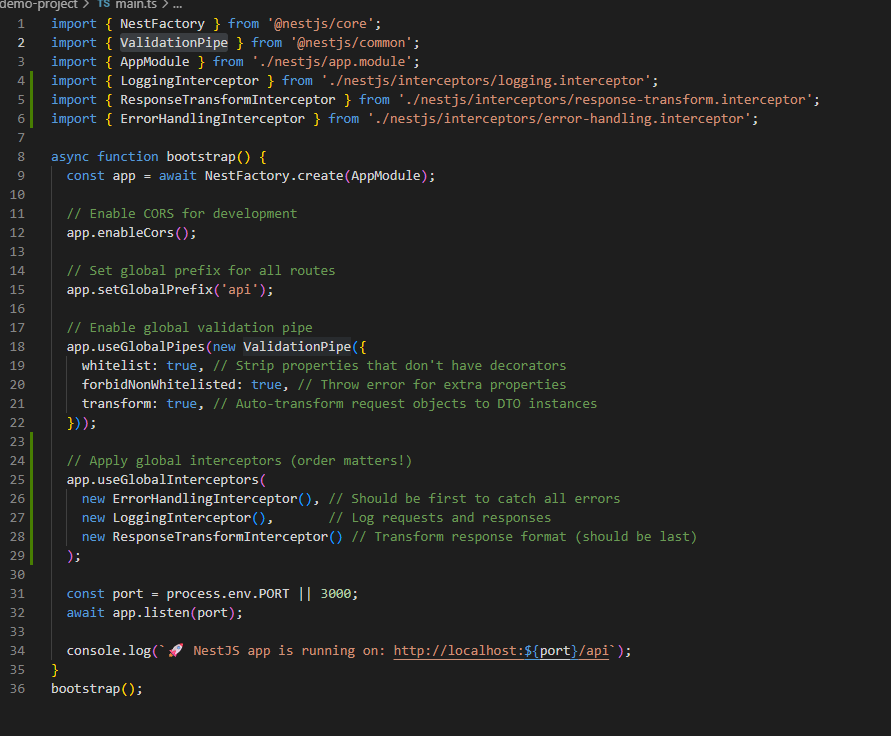 demo-project > TS main.ts > ...
1 import { NestFactory } from '@nestjs/core';
2 import { ValidationPipe } from '@nestjs/common';
3 import { AppModule } from './nestjs/app.module';
4 import { LoggingInterceptor } from './nestjs/interceptors/logging.interceptor';
5 import { ResponseTransformInterceptor } from './nestjs/interceptors/response-transform.interceptor';
6 import { ErrorHandlingInterceptor } from './nestjs/interceptors/error-handling.interceptor';
7
8 async function bootstrap() {
9   const app = await NestFactory.create(AppModule);
10
11   // Enable CORS for development
12   app.enableCors();
13
14   // Set global prefix for all routes
15   app.setGlobalPrefix('api');
16
17   // Enable global validation pipe
18   app.useGlobalPipes(new ValidationPipe({
19     whitelist: true, // Strip properties that don't have decorators
20     forbidNonWhitelisted: true, // Throw error for extra properties
21     transform: true, // Auto-transform request objects to DTO instances
22   }));
23
24   // Apply global interceptors (order matters!)
25   app.useGlobalInterceptors(
26     new ErrorHandlingInterceptor(), // Should be first to catch all errors
27     new LoggingInterceptor(),       // Log requests and responses
28     new ResponseTransformInterceptor() // Transform response format (should be last)
29   );
30
31   const port = process.env.PORT || 3000;
32   await app.listen(port);
33
34   console.log(`🚀 NestJS app is running on: http://localhost:${port}/api`);
35 }
36 bootstrap();